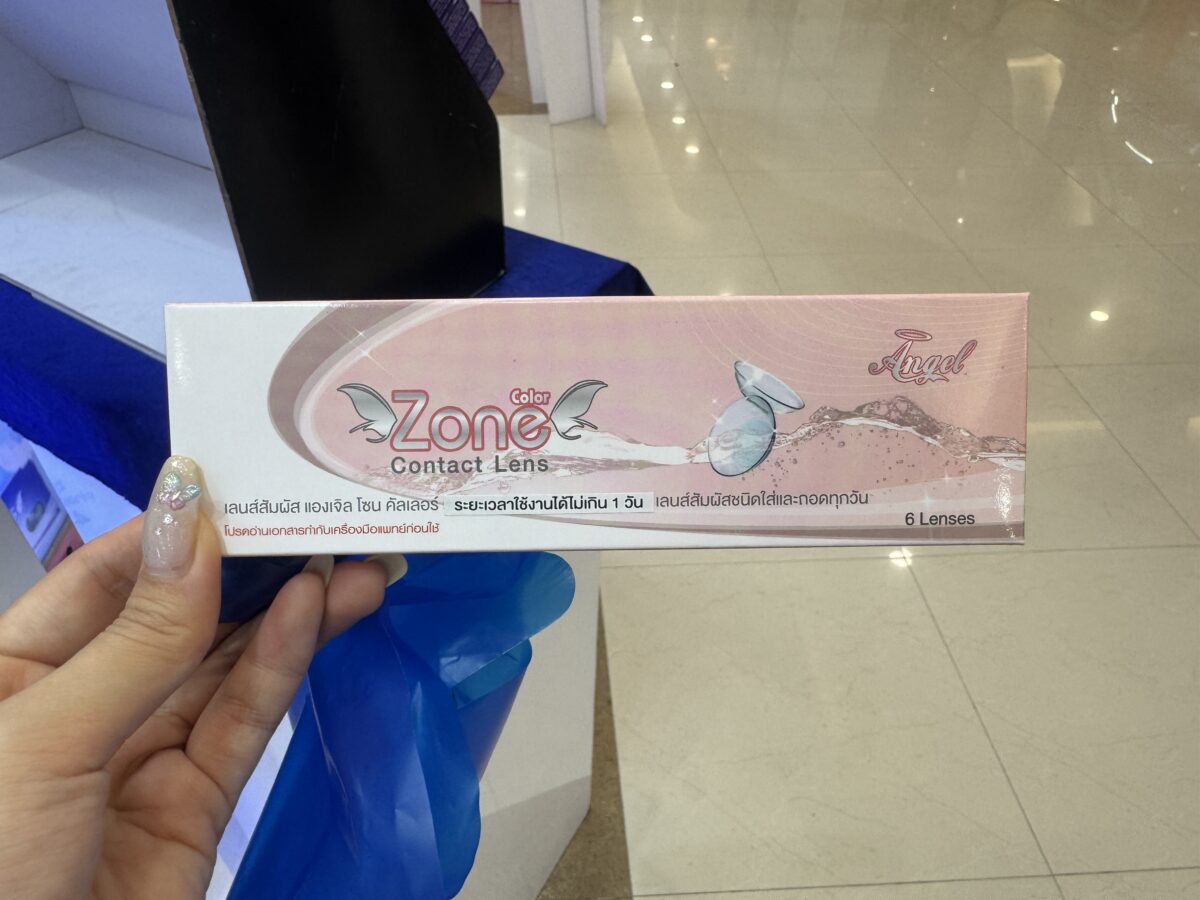 Angel
Color
Zone
Contact Lens
เลนส์สัมผัส แองเจิล โซน คัลเลอร์ ระยะเวลาใช้งานได้ไม่เกิน 1 วัน เลนส์สัมผัสชนิดใส่และถอดทุกวัน
โปรดอ่านเอกสารกำกับเครื่องมือแพทย์ก่อนใช้
6 Lenses